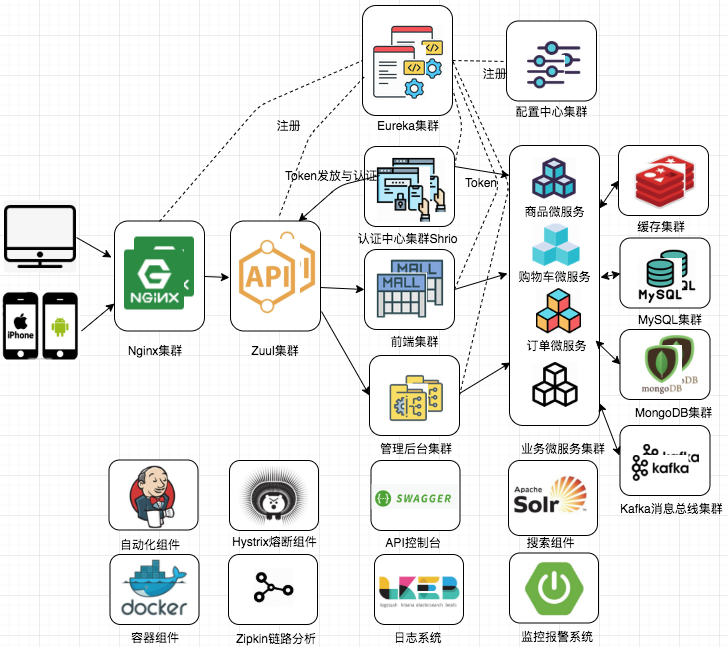 Eureka集群
注册
配置中心集群
注册
Token发放与认证
Token
认证中心集群Shrio
商品微服务
缓存集群
iPhone
NGiNX
Nginx集群
API
Zuul集群
MALL
MALL
前端集群
购物车微服务
MySQL
QL
MySQL集群
订单微服务
mongoDB
DB
MongoDB集群
管理后台集群
业务微服务集群
kafka
kafka
Kafka消息总线集群
自动化组件
Hystrix熔断组件
SWAGGER
API控制台
Apache
Solr
搜索组件
docker
容器组件
Zipkin链路分析
LKEB
logstash kibana elasticsearch beats
日志系统
监控报警系统